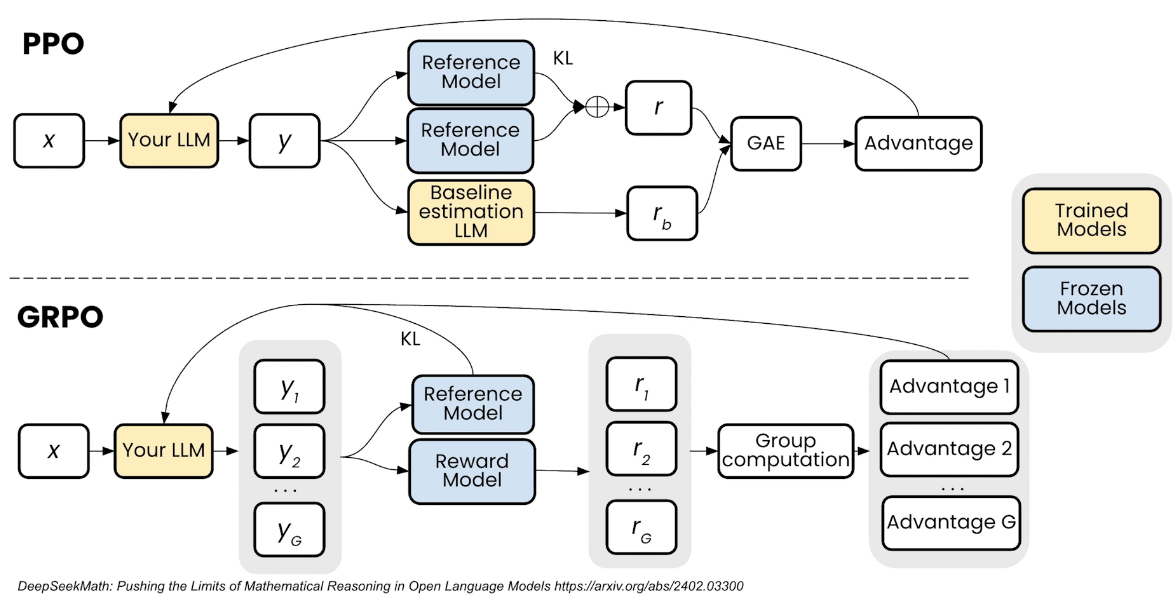 PPO
x
Your LLM
y
Reference
Model
KL
Reference
Model
Baseline
estimation
LLM
r
r_b
GAE
Advantage
Trained
Models
Frozen
Models
GRPO
x
Your LLM
y_1
y_2
...
y_G
KL
Reference
Model
Reward
Model
r_1
r_2
...
r_G
Group
computation
Advantage 1
Advantage 2
...
Advantage G
DeepSeekMath: Pushing the Limits of Mathematical Reasoning in Open Language Models https://arxiv.org/abs/2402.03300